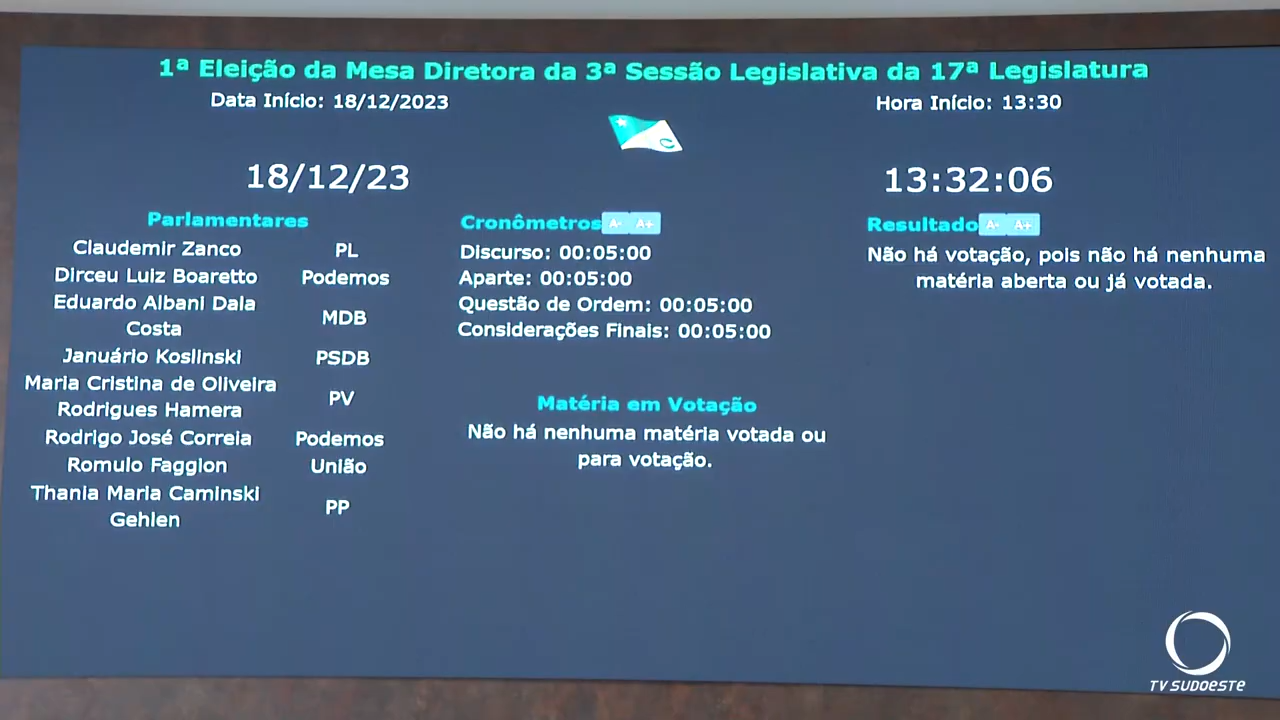 1ª Eleição da Mesa Diretora da 3ª Sessão Legislativa da 17ª Legislatura
Data Início: 18/12/2023
Hora Início: 13:30
18/12/23
13:32:06
Parlamentares
Claudemir Zanco PL
Dirceu Luiz Boaretto Podemos
Eduardo Albani Dala
Costa
MDB
Januário Koslinski PSDB
Maria Cristina de Oliveira
Rodrigues Hamera
PV
Rodrigo José Correia Podemos
Romulo Faggion União
Thania Maria Caminski
Gehlen
PP
Cronômetros A- A+
Discurso: 00:05:00
Aparte: 00:05:00
Questão de Ordem: 00:05:00
Considerações Finais: 00:05:00
Matéria em Votação
Não há nenhuma matéria votada ou
para votação.
Resultado A- A+
Não há votação, pois não há nenhuma
matéria aberta ou já votada.
TV SUDOESTE